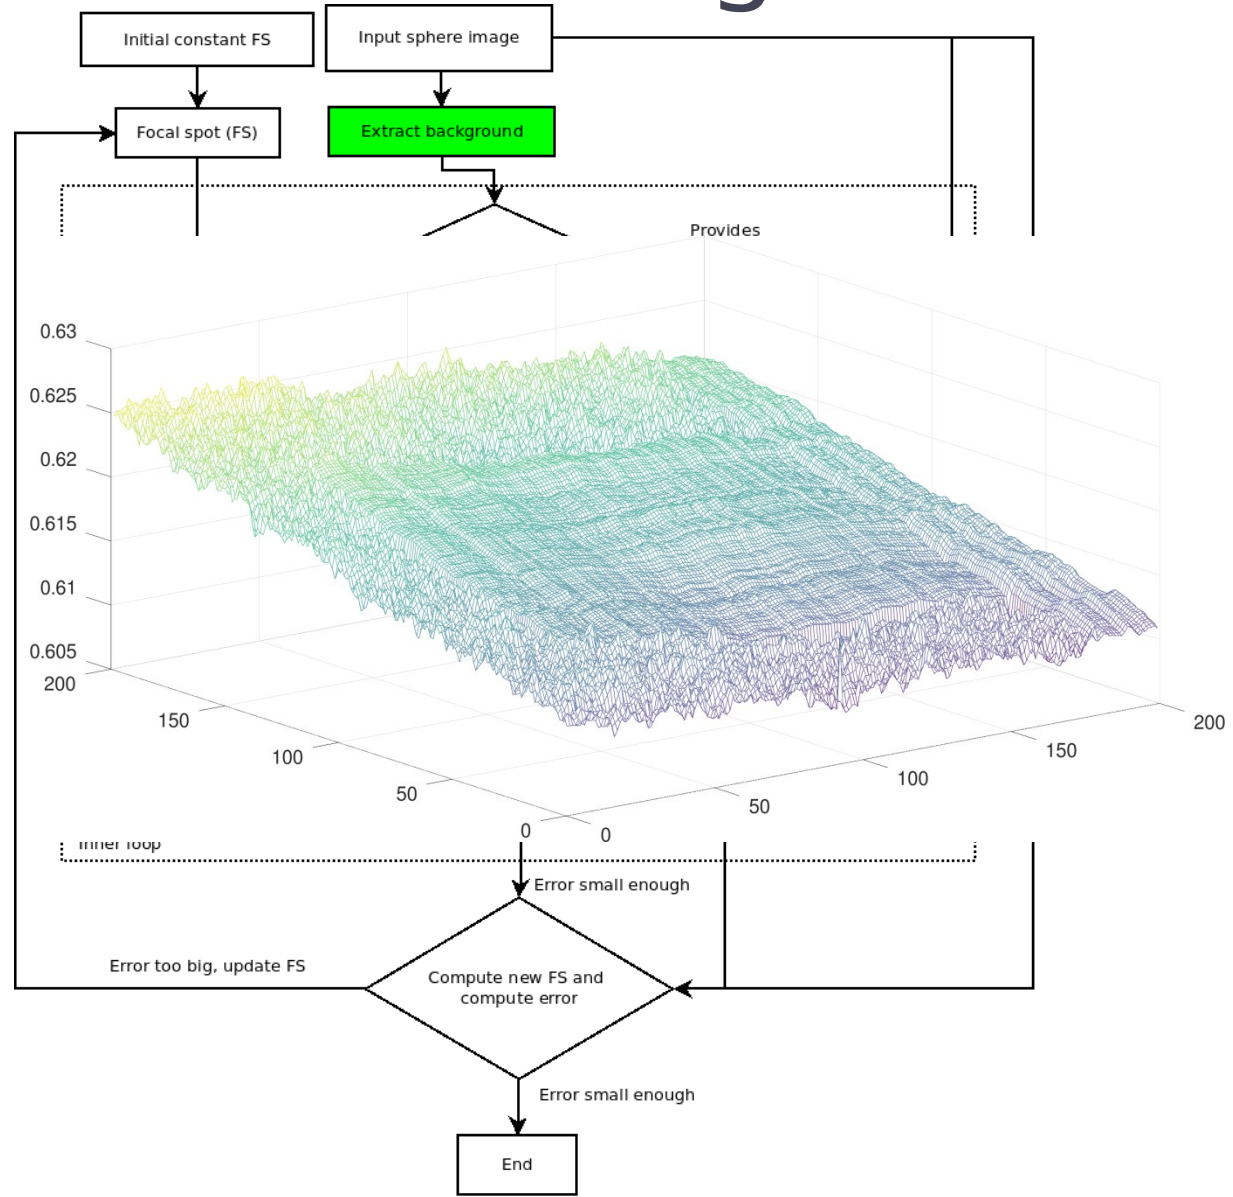 g
Initial constant FS
Input sphere image
Focal spot (FS)
Extract background
Provides
0.63
0.625
0.62
0.615
0.61
0.605
200
150
100
50
0
0
50
100
150
200
Inner loop
Error small enough
Error too big, update FS
Compute new FS and
compute error
Error small enough
End